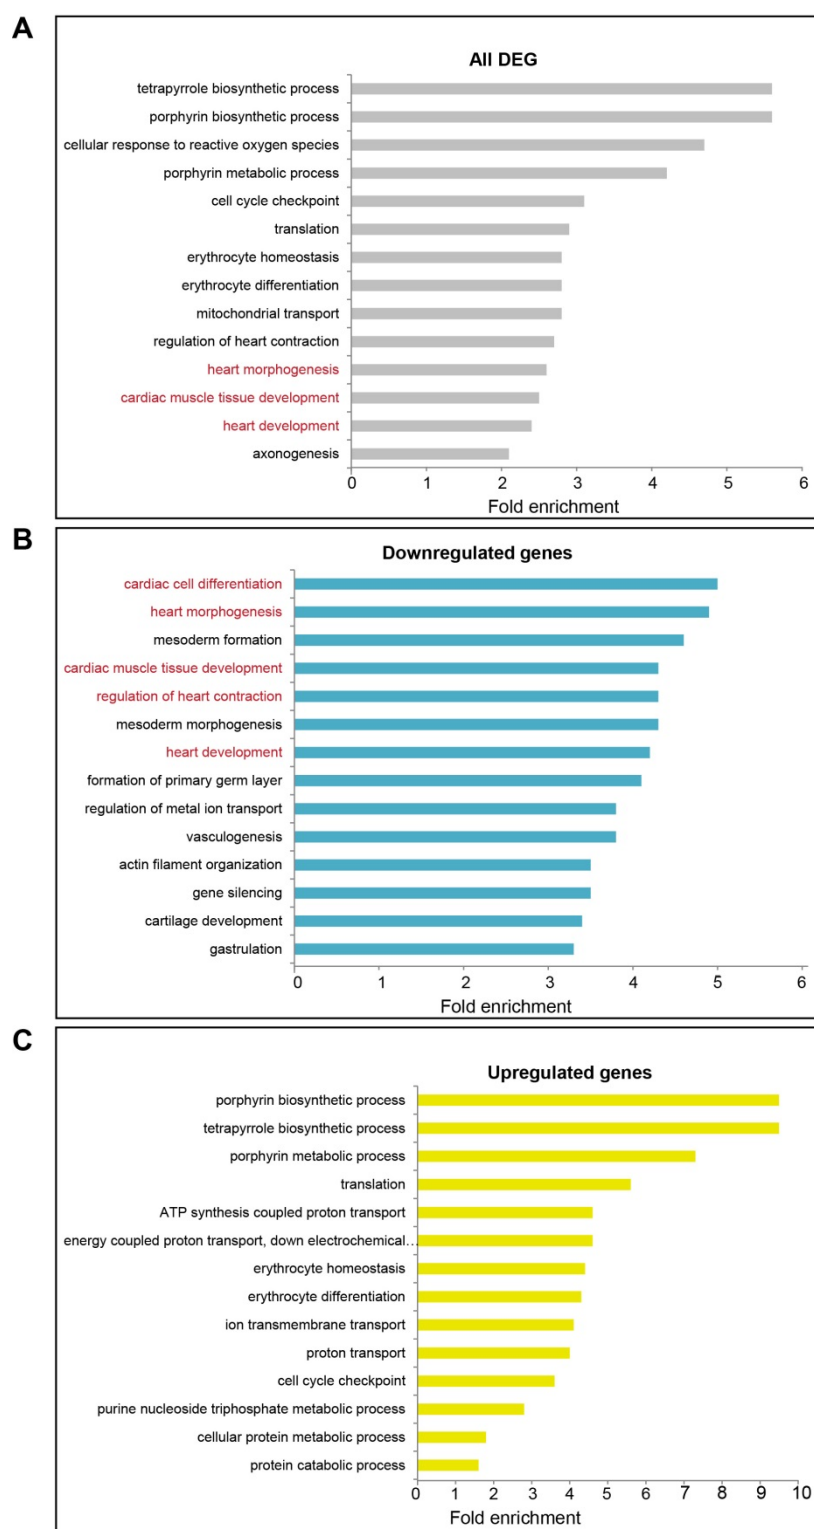 A
All DEG
tetrapyrrole biosynthetic process
porphyrin biosynthetic process
cellular response to reactive oxygen species
porphyrin metabolic process
cell cycle checkpoint
translation
erythrocyte homeostasis
erythrocyte differentiation
mitochondrial transport
regulation of heart contraction
heart morphogenesis
cardiac muscle tissue development
heart development
axonogenesis
0 1 2 3 4 5 6
Fold enrichment
B
Downregulated genes
cardiac cell differentiation
heart morphogenesis
mesoderm formation
cardiac muscle tissue development
regulation of heart contraction
mesoderm morphogenesis
heart development
formation of primary germ layer
regulation of metal ion transport
vasculogenesis
actin filament organization
gene silencing
cartilage development
gastrulation
0 1 2 3 4 5 6
Fold enrichment
C
Upregulated genes
porphyrin biosynthetic process
tetrapyrrole biosynthetic process
porphyrin metabolic process
translation
ATP synthesis coupled proton transport
energy coupled proton transport, down electrochemical…
erythrocyte homeostasis
erythrocyte differentiation
ion transmembrane transport
proton transport
cell cycle checkpoint
purine nucleoside triphosphate metabolic process
cellular protein metabolic process
protein catabolic process
0 1 2 3 4 5 6 7 8 9 10
Fold enrichment